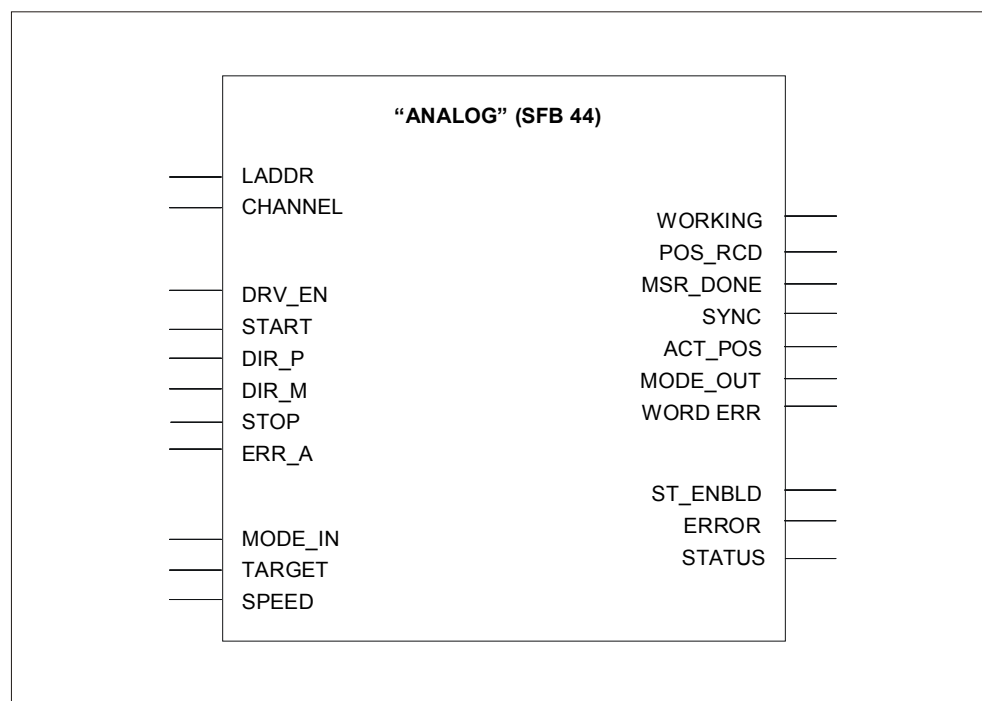 “ANALOG” (SFB 44)
LADDR
CHANNEL
DRV_EN
START
DIR_P
DIR_M
STOP
ERR_A
MODE_IN
TARGET
SPEED
WORKING
POS_RCD
MSR_DONE
SYNC
ACT_POS
MODE_OUT
WORD ERR
ST_ENBLD
ERROR
STATUS